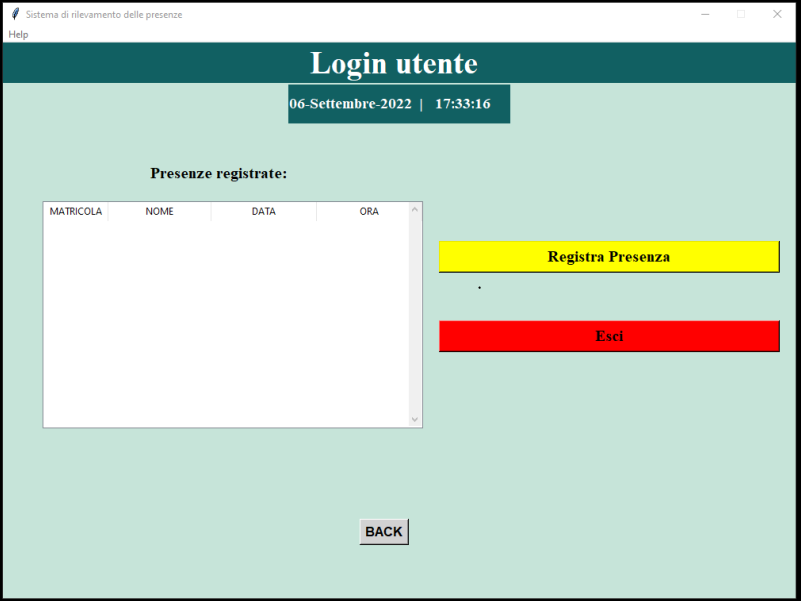 Sistema di rilevamento delle presenze
Help
Login utente
06-Settembre-2022 | 17:33:16
Presenze registrate:
MATRICOLA NOME DATA ORA
Registra Presenza
.
Esci
BACK